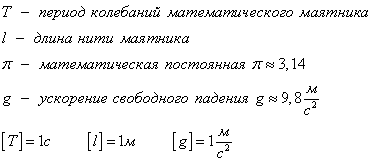 T – период колебаний математического маятника
l – длина нити маятника
π – математическая постоянная π≈3,14
g – ускорение свободного падения g≈9,8 м/с²
[T]=1с [l]=1м [g]=1 м/с²